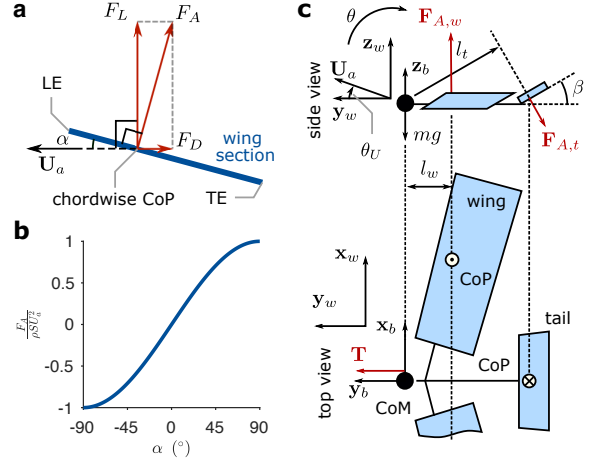 a
F_L
F_A
LE
α
F_D
wing
section
U_a
chordwise CoP
TE
b
1
0.5
0
-0.5
-1
F_A / ρSU_a^2
-90
-45
0
45
90
α (°)
c
side view
θ
F_{A,w}
z_w
l_t
U_a
z_b
β
y_w
θ_U
mg
F_{A,t}
l_w
wing
x_w
CoP
y_w
x_b
tail
top view
T
CoP
y_b
CoM